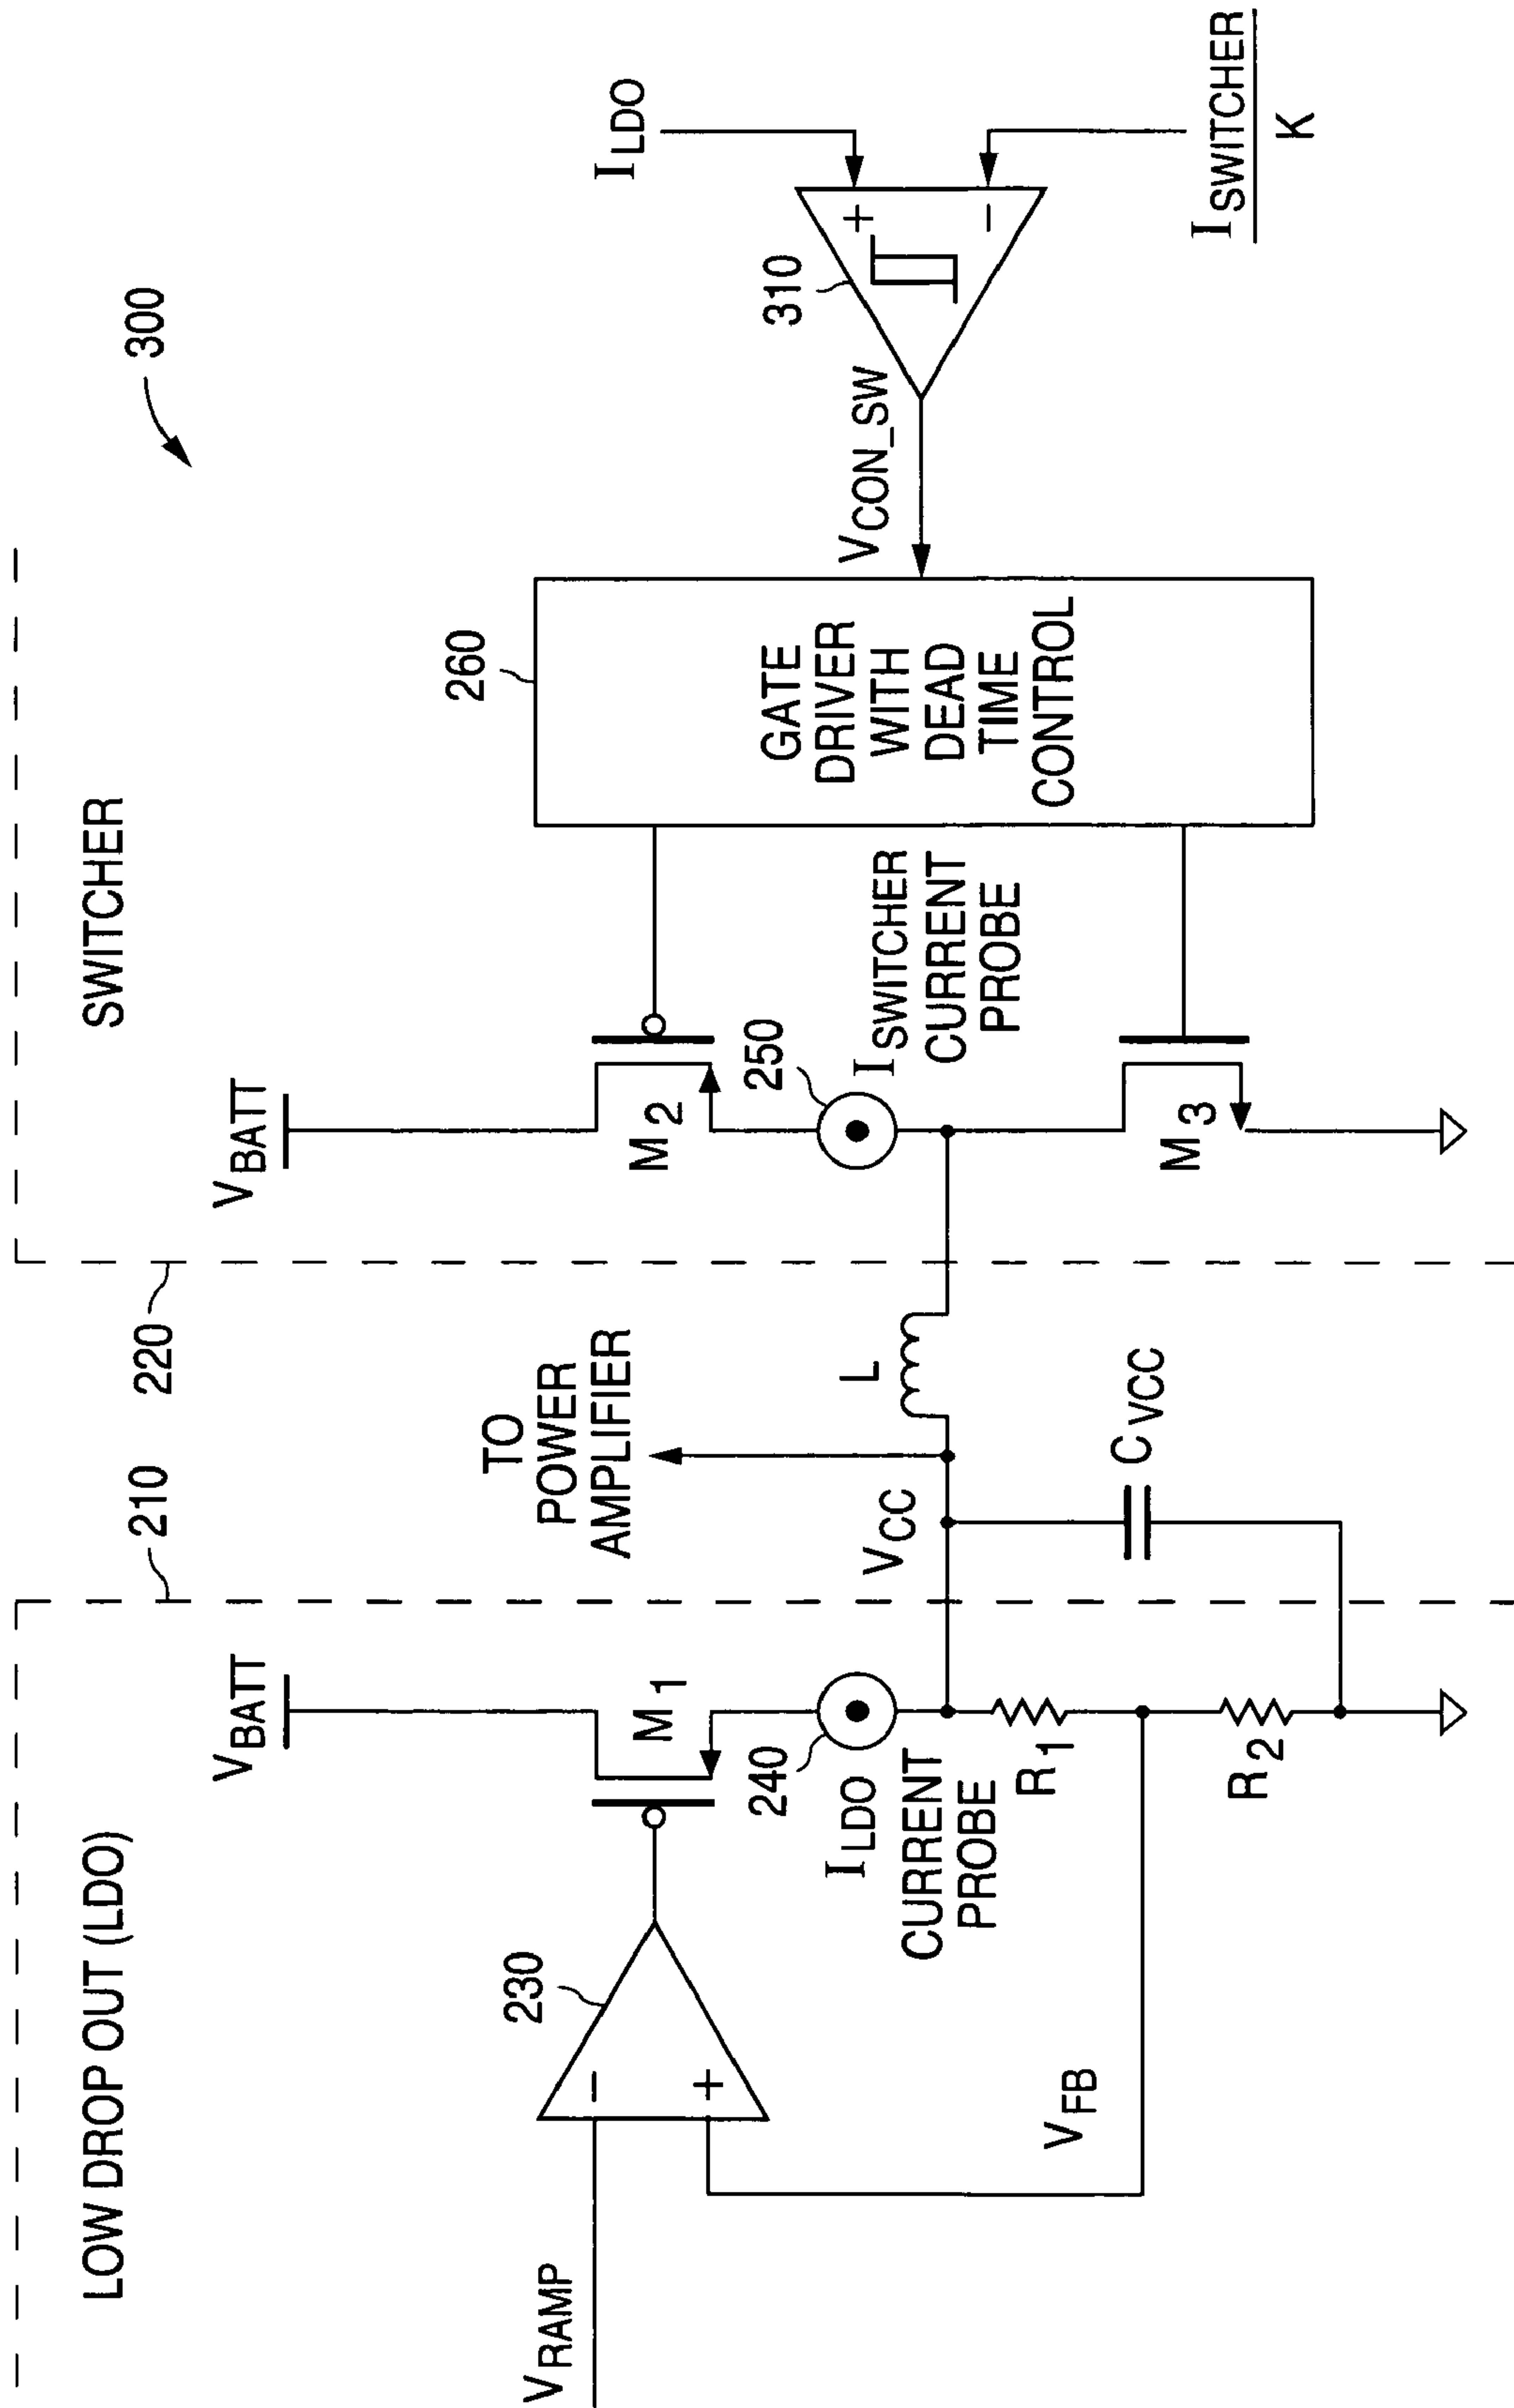 300
LOW DROP OUT (LDO)
210
220
SWITCHER
V_BATT
V_BATT
V_RAMP
230
−
+
M_1
240
I_LDO
CURRENT
PROBE
R_1
R_2
V_FB
TO
POWER
AMPLIFIER
V_CC
C_VCC
L
M_2
250
I_SWITCHER
CURRENT
PROBE
M_3
260
GATE
DRIVER
WITH
DEAD
TIME
CONTROL
V_CON_SW
310
+
−
I_LDO
I_SWITCHER
K